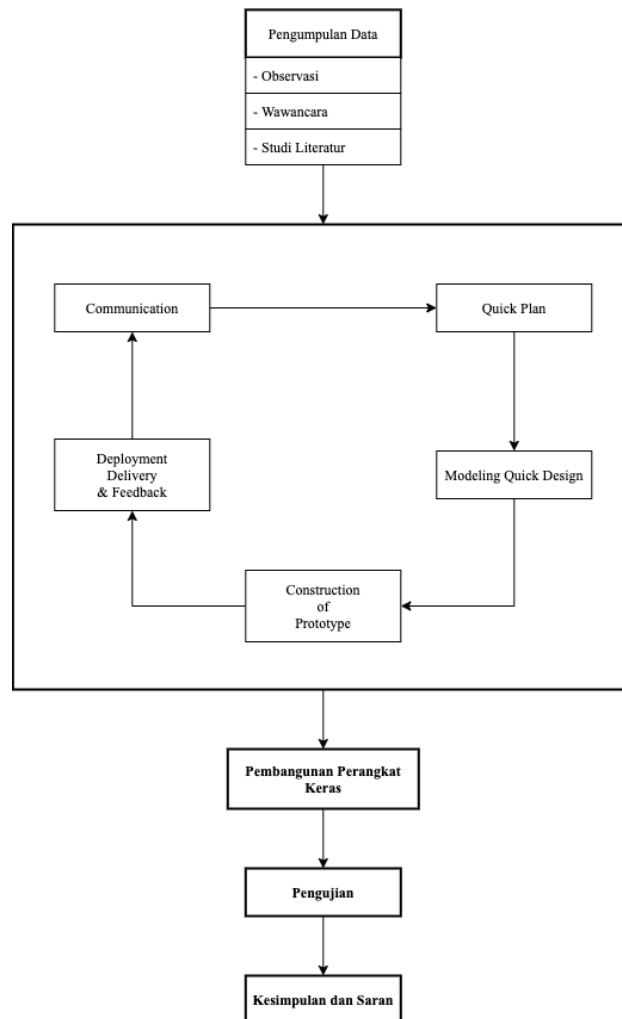 Pengumpulan Data
- Observasi
- Wawancara
- Studi Literatur
Communication
Quick Plan
Deployment
Delivery
& Feedback
Modeling Quick Design
Construction
of
Prototype
Pembangunan Perangkat
Keras
Pengujian
Kesimpulan dan Saran